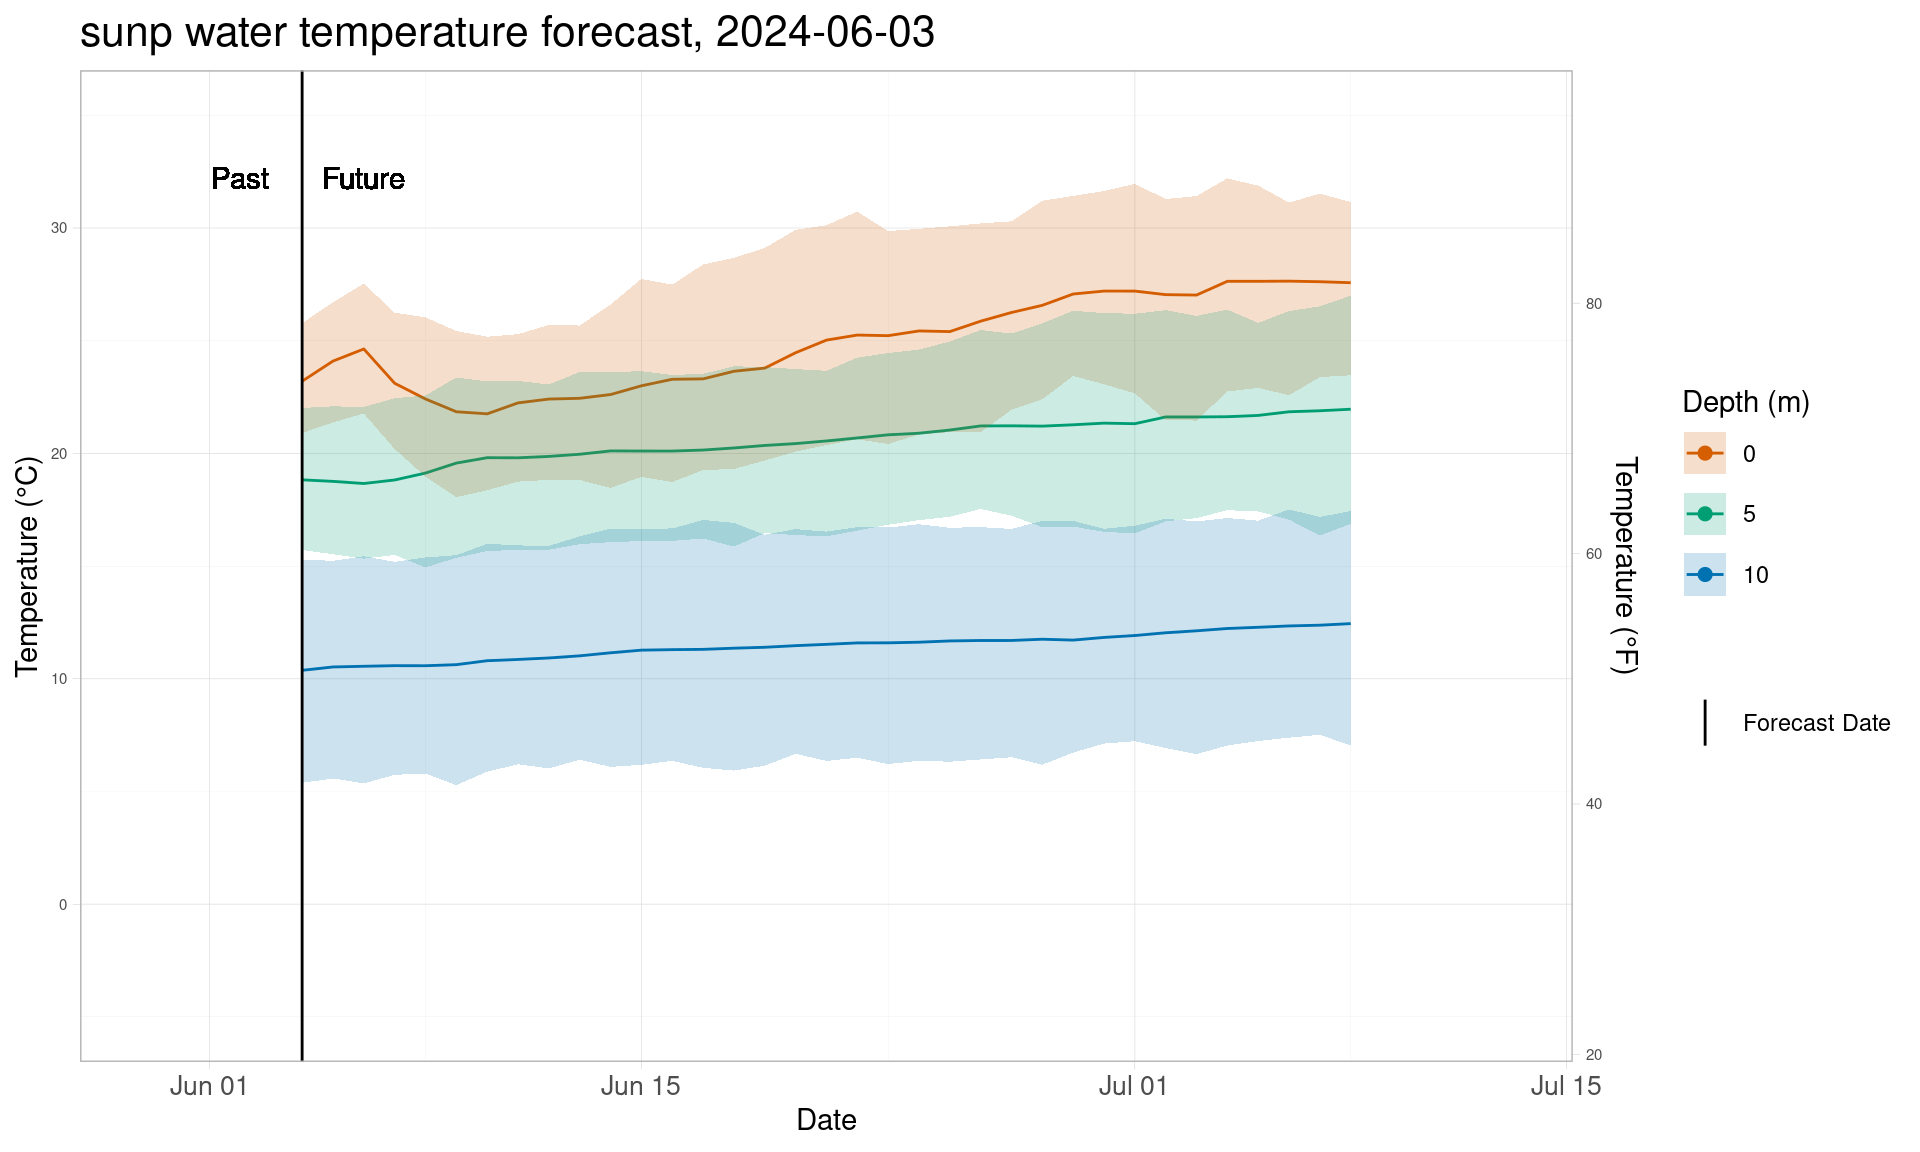 sunp water temperature forecast, 2024-06-03
Past
Future
30
20
10
0
Temperature (°C)
80
60
40
20
Temperature (°F)
Jun 01
Jun 15
Jul 01
Jul 15
Date
Depth (m)
0
5
10
Forecast Date